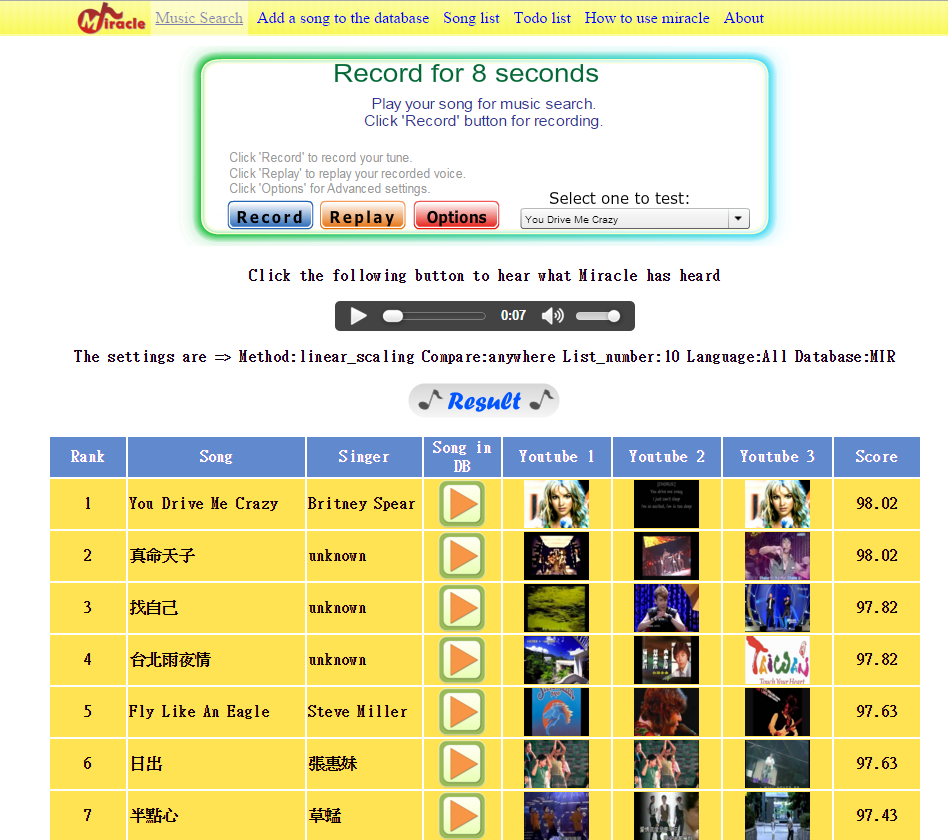 Miracle Music Search Add a song to the database Song list Todo list How to use miracle About
Record for 8 seconds
Play your song for music search.
Click 'Record' button for recording.
Click 'Record' to record your tune.
Click 'Replay' to replay your recorded voice.
Click 'Options' for Advanced settings.
Select one to test:
Record Replay Options You Drive Me Crazy
Click the following button to hear what Miracle has heard
0:07
The settings are => Method:linear_scaling Compare:anywhere List_number:10 Language:All Database:MIR
Result
Rank Song Singer Song in DB Youtube 1 Youtube 2 Youtube 3 Score
1 You Drive Me Crazy Britney Spear 98.02
2 真命天子 unknown 98.02
3 找自己 unknown 97.82
4 台北雨夜情 unknown 97.82
TAIWAN
Touch Your Heart
5 Fly Like An Eagle Steve Miller 97.63
6 日出 張惠妹 97.63
7 半點心 草蜢 97.43